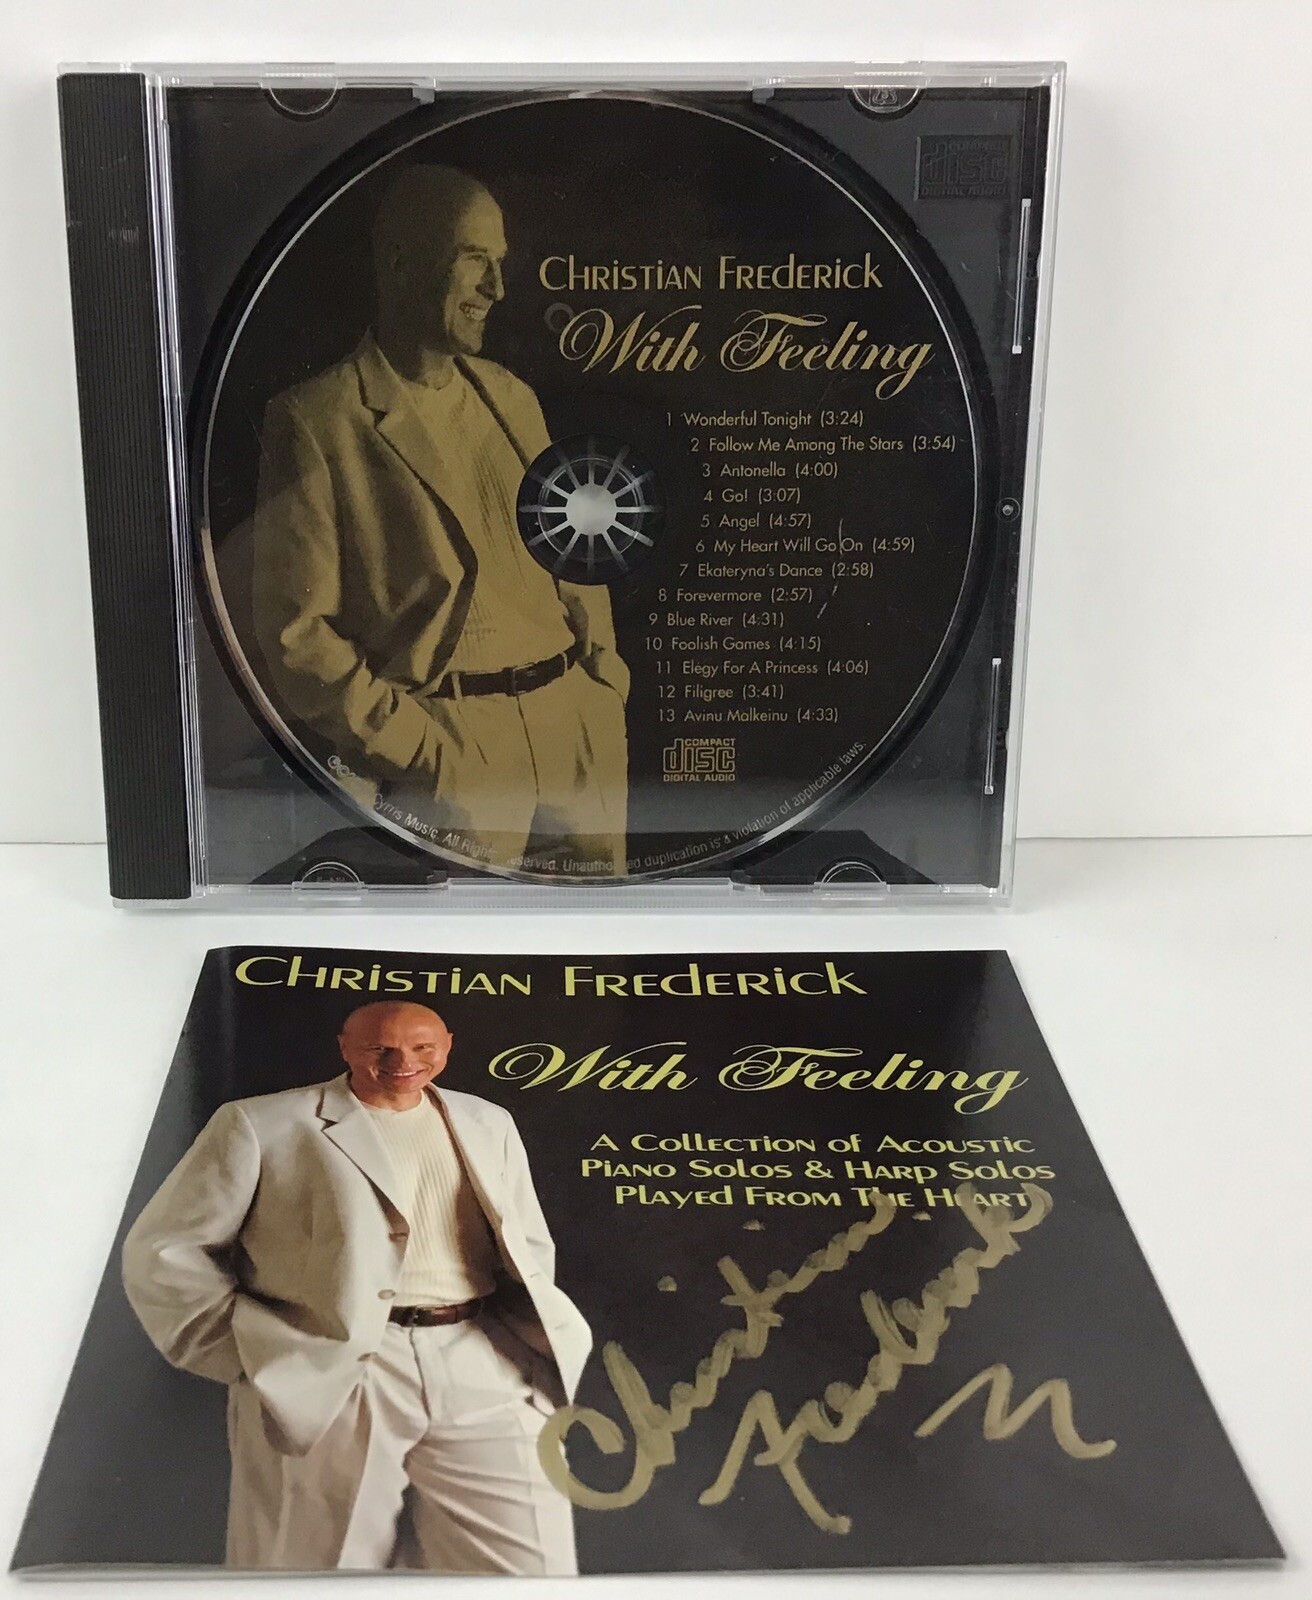 COMPACT
disc
DIGITAL AUDIO
CHRiSTiAN FREdERiCk
With Feeling
1 Wonderful Tonight (3:24)
2 Follow Me Among The Stars (3:54)
3 Antonella (4:00)
4 Go! (3:07)
5 Angel (4:57)
6 My Heart Will Go On (4:59)
7 Ekateryna's Dance (2:58)
8 Forevermore (2:57)
9 Blue River (4:31)
10 Foolish Games (4:15)
11 Elegy For A Princess (4:06)
12 Filigree (3:41)
13 Avinu Malkeinu (4:33)
COMPACT
disc
DIGITAL AUDIO
Music. All Rights Reserved. Unauthorized duplication is a violation of applicable laws.
CHRiSTiAN FREdERiCk
With Feeling
A Collection of Acoustic
Piano Solos & Harp Solos
Played From The Heart
Christian
Frederick